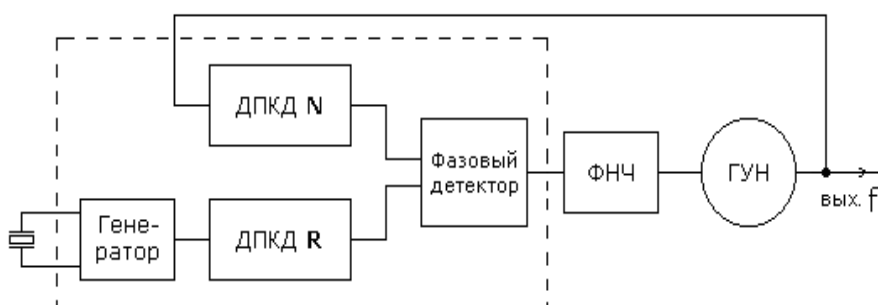 ДПКД N
Фазовый
детектор
ФНЧ
ГУН
вых. f
Гене-
ратор
ДПКД R